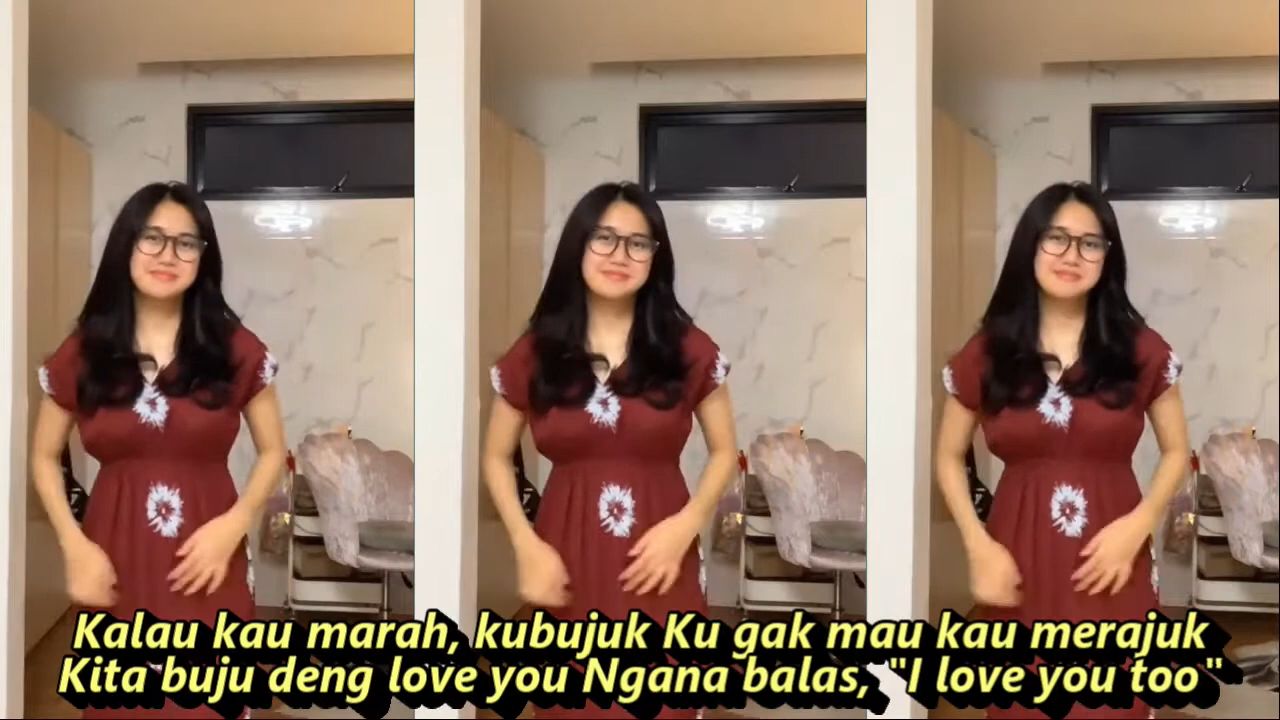 Kalau kau marah, kubujuk Ku gak mau kau merajuk
Kita buju deng love you Ngana balas, "I love you too"